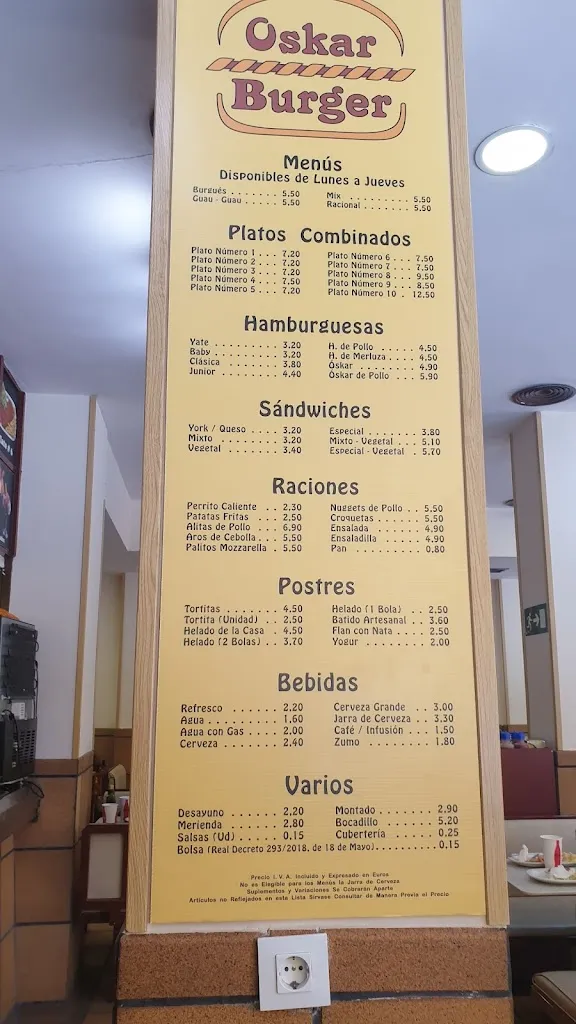 Oskar
Burger
Menús
Disponibles de Lunes a Jueves
Burgués . . . . . . . 5,50
Guau - Guau . . . . . 5,50
Mix . . . . . . . . . 5,50
Racional . . . . . . . 5,50
Platos Combinados
Plato Número 1 . . . 7,20
Plato Número 2 . . . 7,20
Plato Número 3 . . . 7,20
Plato Número 4 . . . 7,50
Plato Número 5 . . . 7,20
Plato Número 6 . . . 7,50
Plato Número 7 . . . 7,50
Plato Número 8 . . . 9,50
Plato Número 9 . . . 8,50
Plato Número 10 . 12,50
Hamburguesas
Yate . . . . . . . . . 3,20
Baby . . . . . . . . . 3,20
Clásica . . . . . . . 3,80
Junior . . . . . . . . 4,40
H. de Pollo . . . . . 4,50
H. de Merluza . . . . 4,50
Óskar . . . . . . . . 4,90
Óskar de Pollo . . . 5,90
Sándwiches
York / Queso . . . . 3,20
Mixto . . . . . . . . 3,20
Vegetal . . . . . . . 3,40
Especial . . . . . . . 3,80
Mixto - Vegetal . . . 5,10
Especial - Vegetal . 5,70
Raciones
Perrito Caliente . . 2,30
Patatas Fritas . . . 2,50
Alitas de Pollo . . . 6,90
Aros de Cebolla . . . 5,50
Palitos Mozzarella . 5,50
Nuggets de Pollo . . 5,50
Croquetas . . . . . . 5,50
Ensalada . . . . . . 4,90
Ensaladilla . . . . . 4,90
Pan . . . . . . . . . 0,80
Postres
Tortitas . . . . . . . 4,50
Tortita (Unidad) . . 2,50
Helado de la Casa . 4,50
Helado (2 Bolas) . . 3,70
Helado (1 Bola) . . 2,50
Batido Artesanal . . 3,60
Flan con Nata . . . . 2,50
Yogur . . . . . . . . 2,00
Bebidas
Refresco . . . . . . 2,20
Agua . . . . . . . . . 1,60
Agua con Gas . . . . 2,00
Cerveza . . . . . . . 2,40
Cerveza Grande . . 3,00
Jarra de Cerveza . . 3,30
Café / Infusión . . . 1,50
Zumo . . . . . . . . 1,80
Varios
Desayuno . . . . . . 2,20
Merienda . . . . . . 2,80
Salsas (Ud) . . . . . 0,15
Montado . . . . . . . 2,90
Bocadillo . . . . . . 5,20
Cubertería . . . . . 0,25
Bolsa (Real Decreto 293/2018, de 18 de Mayo) . . . . . . . . . . 0,15
Precio I.V.A. Incluido y Expresado en Euros
No es Elegible para los Menús la Jarra de Cerveza
Suplementos y Variaciones Se Cobrarán Aparte
Artículos no Reflejados en esta Lista Sírvase Consultar de Manera Previa el Precio